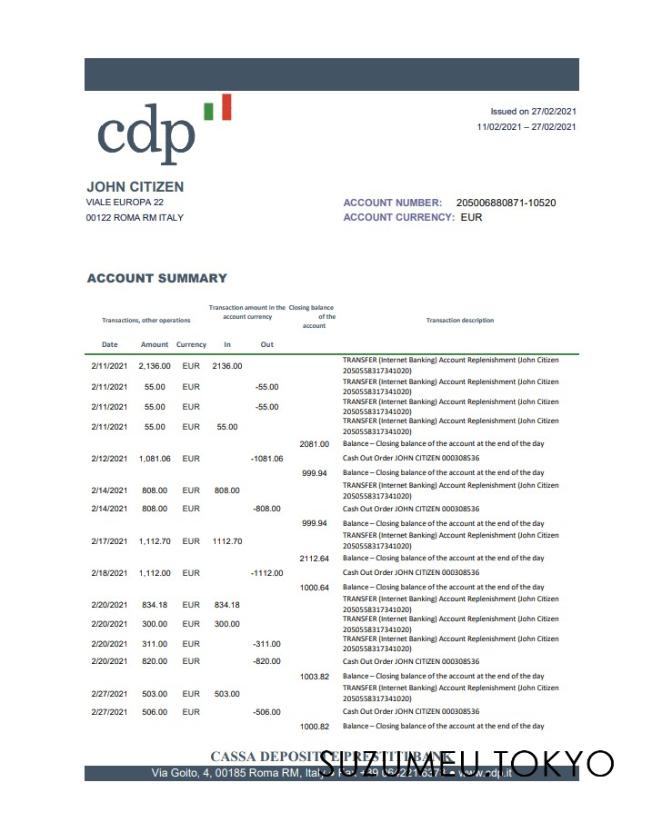 cdp
Issued on 27/02/2021
11/02/2021 – 27/02/2021
JOHN CITIZEN
VIALE EUROPA 22
00122 ROMA RM ITALY
ACCOUNT NUMBER: 205006880871-10520
ACCOUNT CURRENCY: EUR
ACCOUNT SUMMARY
Transactions, other operations
Transaction amount in the account currency
Closing balance of the account
Transaction description
Date Amount Currency In Out
2/11/2021 2,136.00 EUR 2136.00 TRANSFER (Internet Banking) Account Replenishment (John Citizen
2050558317341020)
2/11/2021 55.00 EUR -55.00 TRANSFER (Internet Banking) Account Replenishment (John Citizen
2050558317341020)
2/11/2021 55.00 EUR -55.00 TRANSFER (Internet Banking) Account Replenishment (John Citizen
2050558317341020)
2/11/2021 55.00 EUR 55.00 TRANSFER (Internet Banking) Account Replenishment (John Citizen
2050558317341020)
2081.00 Balance – Closing balance of the account at the end of the day
2/12/2021 1,081.06 EUR -1081.06 Cash Out Order JOHN CITIZEN 000308536
999.94 Balance – Closing balance of the account at the end of the day
2/14/2021 808.00 EUR 808.00 TRANSFER (Internet Banking) Account Replenishment (John Citizen
2050558317341020)
2/14/2021 808.00 EUR -808.00 Cash Out Order JOHN CITIZEN 000308536
999.94 Balance – Closing balance of the account at the end of the day
2/17/2021 1,112.70 EUR 1112.70 TRANSFER (Internet Banking) Account Replenishment (John Citizen
2050558317341020)
2112.64 Balance – Closing balance of the account at the end of the day
2/18/2021 1,112.00 EUR -1112.00 Cash Out Order JOHN CITIZEN 000308536
1000.64 Balance – Closing balance of the account at the end of the day
2/20/2021 834.18 EUR 834.18 TRANSFER (Internet Banking) Account Replenishment (John Citizen
2050558317341020)
2/20/2021 300.00 EUR 300.00 TRANSFER (Internet Banking) Account Replenishment (John Citizen
2050558317341020)
2/20/2021 311.00 EUR -311.00 TRANSFER (Internet Banking) Account Replenishment (John Citizen
2050558317341020)
2/20/2021 820.00 EUR -820.00 Cash Out Order JOHN CITIZEN 000308536
1003.82 Balance – Closing balance of the account at the end of the day
2/27/2021 503.00 EUR 503.00 TRANSFER (Internet Banking) Account Replenishment (John Citizen
2050558317341020)
2/27/2021 506.00 EUR -506.00 Cash Out Order JOHN CITIZEN 000308536
1000.82 Balance – Closing balance of the account at the end of the day
CASSA DEPOSITI E PRESTITI BANK
SUZUMEU TOKYO
Via Goito, 4, 00185 Roma RM, Italy www.cdp.it